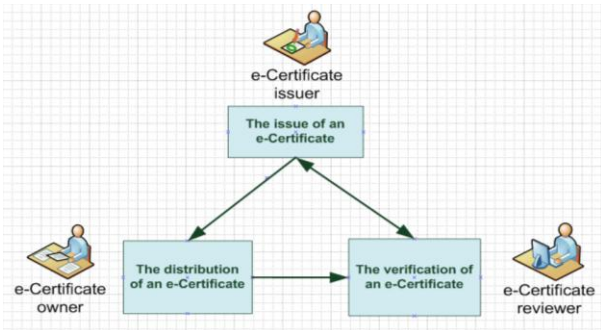 e-Certificate
issuer
The issue of an
e-Certificate
The distribution
of an e-Certificate
The verification of
an e-Certificate
e-Certificate
owner
e-Certificate
reviewer